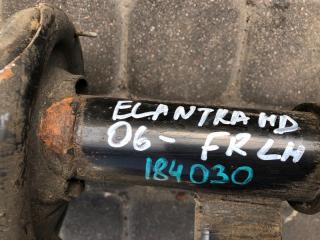 ELANTRA HD
06- FR LH
184030